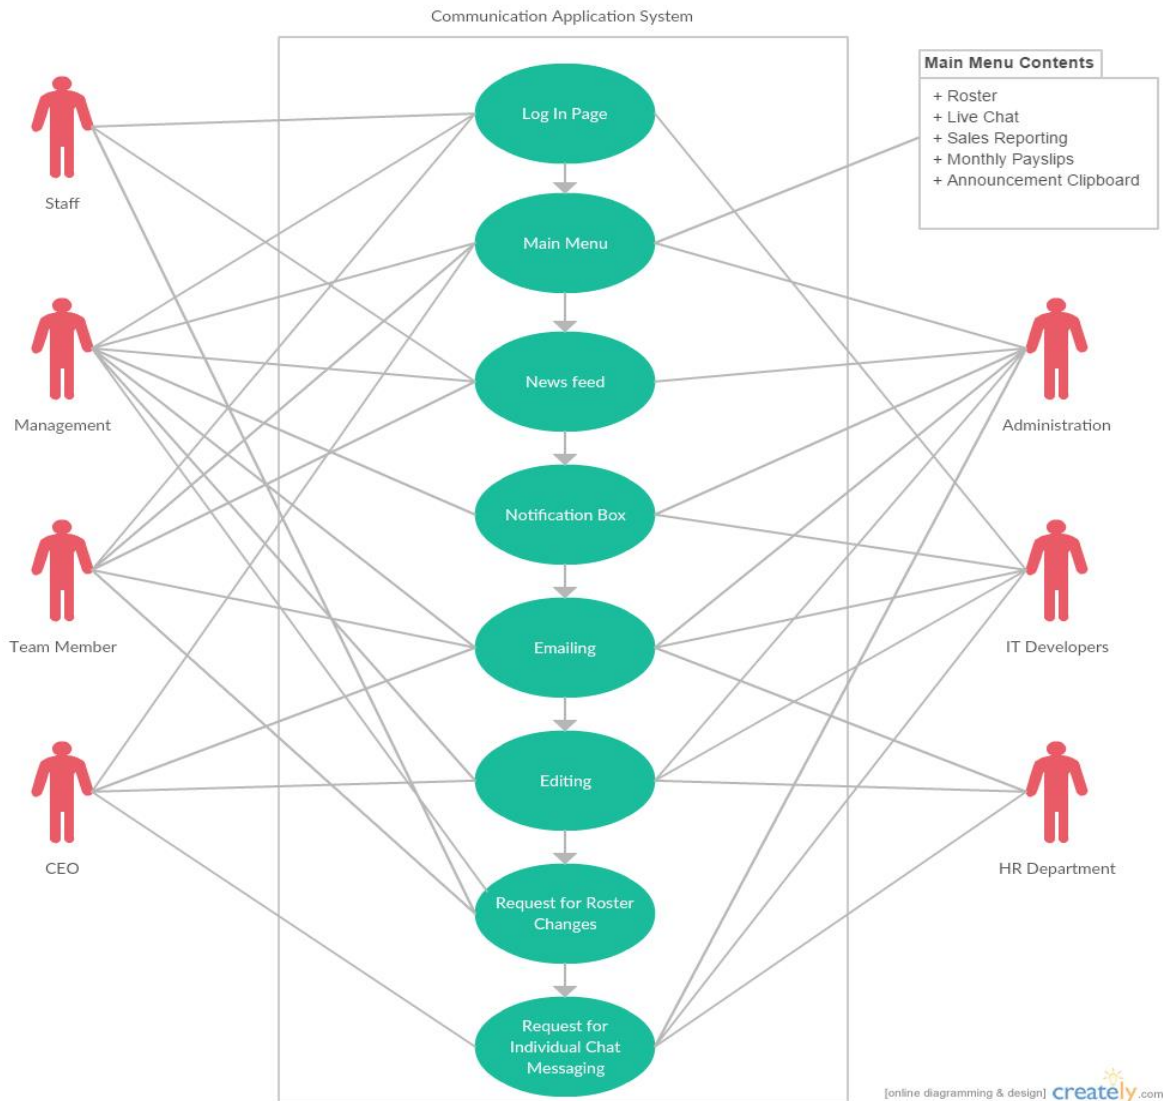 Communication Application System
Main Menu Contents
+ Roster
+ Live Chat
+ Sales Reporting
+ Monthly Payslips
+ Announcement Clipboard
Log In Page
Staff
Main Menu
Management
News feed
Administration
Notification Box
Team Member
Emailing
IT Developers
Editing
CEO
HR Department
Request for Roster
Changes
Request for
Individual Chat
Messaging
[online diagramming & design] creately.com